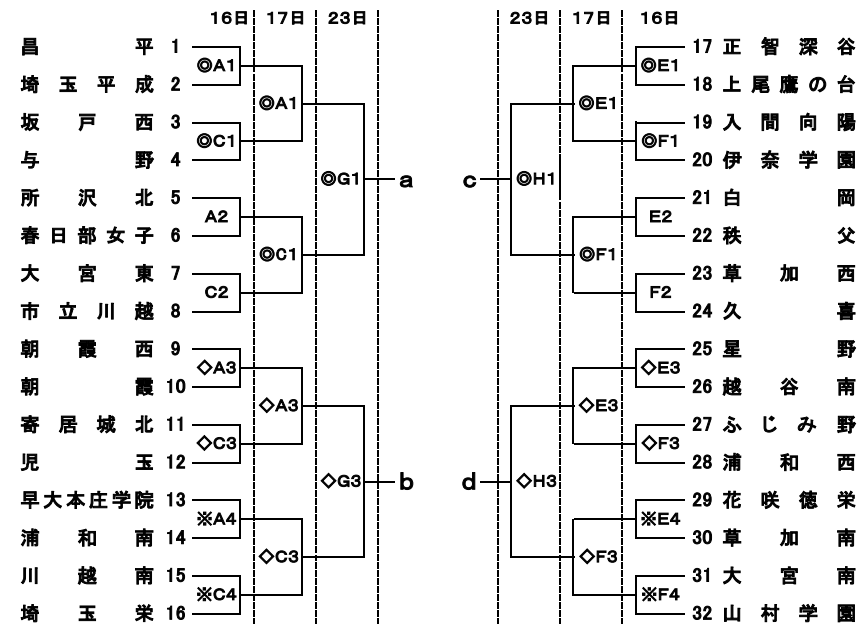 16日 17日 23日 23日 17日 16日
昌平 1 17 正智深谷
◎A1 ◎E1
埼玉平成 2 18 上尾鷹の台
◎A1 ◎E1
坂戸西 3 19 入間向陽
◎C1 ◎F1
与野 4 20 伊奈学園
◎G1 a c ◎H1
所沢北 5 21 白岡
A2 E2
春日部女子 6 22 秩父
◎C1 ◎F1
大宮東 7 23 草加西
C2 F2
市立川越 8 24 久喜
朝霞西 9 25 星野
◇A3 ◇E3
朝霞 10 26 越谷南
◇A3 ◇E3
寄居城北 11 27 ふじみ野
◇C3 ◇F3
児玉 12 28 浦和西
◇G3 b d ◇H3
早大本庄学院 13 29 花咲徳栄
※A4 ※E4
浦和南 14 30 草加南
◇C3 ◇F3
川越南 15 31 大宮南
※C4 ※F4
埼玉栄 16 32 山村学園